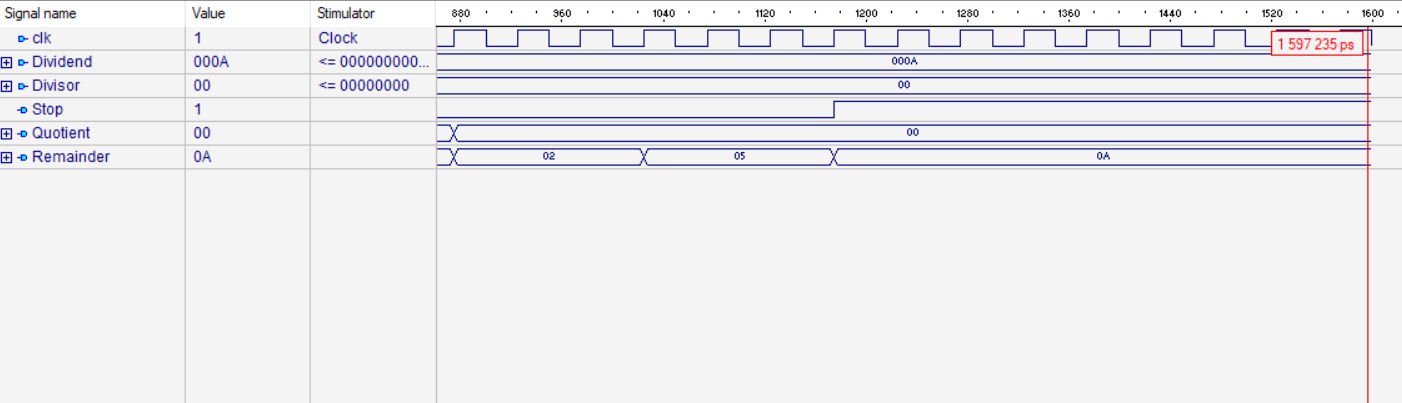 Signal name Value Stimulator 880 960 1040 1120 1200 1280 1360 1440 1520 1600
clk 1 Clock 1 597 235 ps
Dividend 000A <= 000000000... 000A
Divisor 00 <= 00000000 00
Stop 1
Quotient 00 00
Remainder 0A 02 05 0A